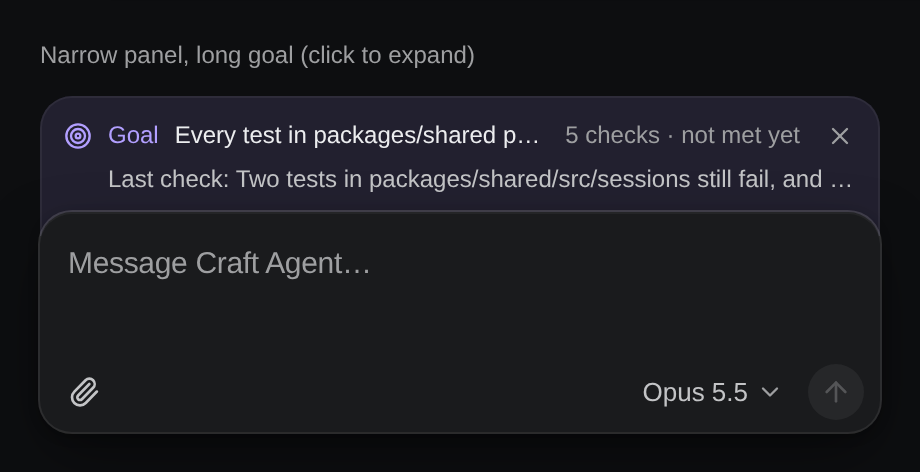 Narrow panel, long goal (click to expand)
Goal Every test in packages/shared p… 5 checks · not met yet
Last check: Two tests in packages/shared/src/sessions still fail, and …
Message Craft Agent…
Opus 5.5